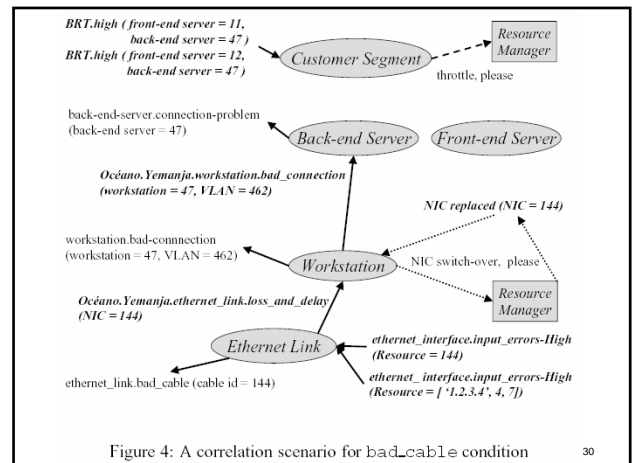 BRT.high ( front-end server = 11,
back-end server = 47 )
BRT.high ( front-end server = 12,
back-end server = 47 )
Customer Segment
Resource
Manager
throttle, please
back-end-server.connection-problem
(back-end server = 47)
Back-end Server
Front-end Server
Océano.Yemanja.workstation.bad_connection
(workstation = 47, VLAN = 462)
NIC replaced (NIC = 144)
workstation.bad-connnection
(workstation = 47, VLAN = 462)
Workstation
NIC switch-over, please
Resource
Manager
Océano.Yemanja.ethernet_link.loss_and_delay
(NIC = 144)
Ethernet Link
ethernet_interface.input_errors-High
(Resource = 144)
ethernet_ interface.input_errors-High
(Resource = [ '1.2.3.4', 4, 7])
ethernet_link.bad_cable (cable id = 144)
Figure 4: A correlation scenario for bad_cable condition
30